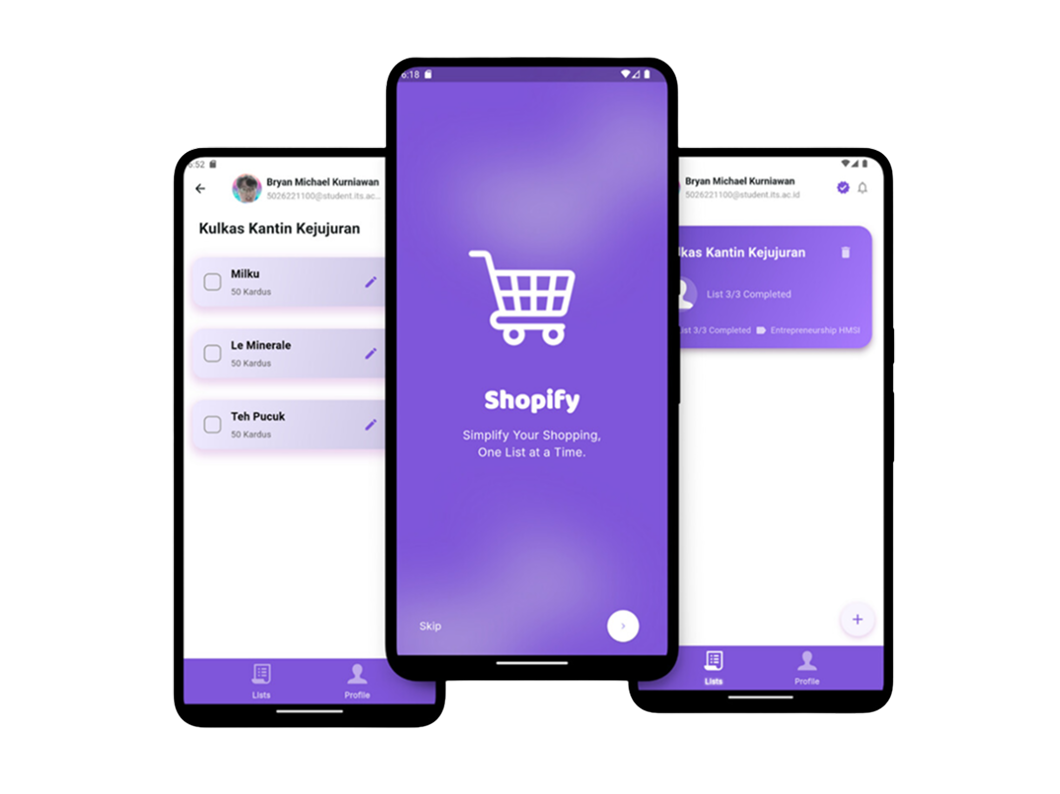 5:52
Bryan Michael Kurniawan
5026221100@student.its.ac...
Kulkas Kantin Kejujuran
Milku
50 Kardus
Le Minerale
50 Kardus
Teh Pucuk
50 Kardus
Lists
Profile
6:18
Shopify
Simplify Your Shopping,
One List at a Time.
Skip
Bryan Michael Kurniawan
5026221100@student.its.ac.id
lkas Kantin Kejujuran
List 3/3 Completed
ist 3/3 Completed
Entrepreneurship HMSI
Lists
Profile